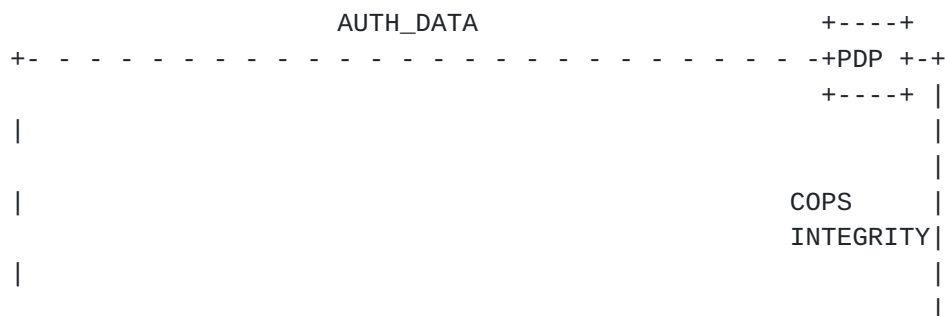 AUTH_DATA                      +----+
+- - - - - - - - - - - - - - - - - - - - - - - - - -+PDP +-+
+----+ |
|                                                          |
|
|                                                 COPS     |
INTEGRITY|
|                                                          |
|